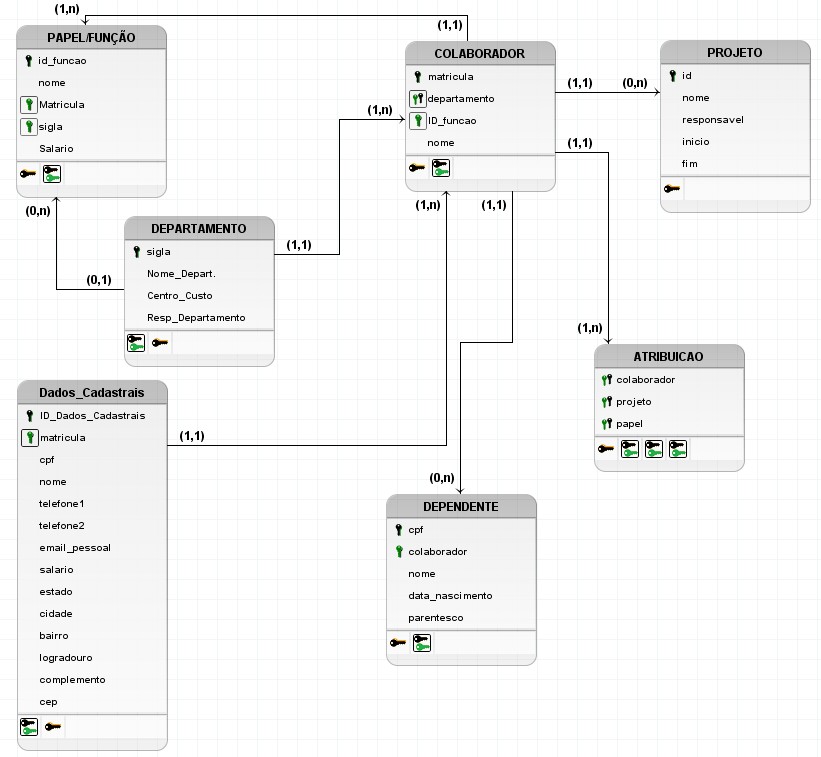 (1,n)
(1,1)
PAPEL/FUNÇÃO
id_funcao
nome
Matricula
sigla
Salario
COLABORADOR
matricula
departamento
ID_funcao
nome
PROJETO
id
nome
responsavel
inicio
fim
(1,1)
(0,n)
(1,n)
(1,1)
(0,n)
(1,n)
(1,1)
DEPARTAMENTO
sigla
Nome_Depart.
Centro_Custo
Resp_Departamento
(1,1)
(0,1)
(1,n)
ATRIBUICAO
colaborador
projeto
papel
Dados_Cadastrais
ID_Dados_Cadastrais
matricula
cpf
nome
telefone1
telefone2
email_pessoal
salario
estado
cidade
bairro
logradouro
complemento
cep
(1,1)
(0,n)
DEPENDENTE
cpf
colaborador
nome
data_nascimento
parentesco